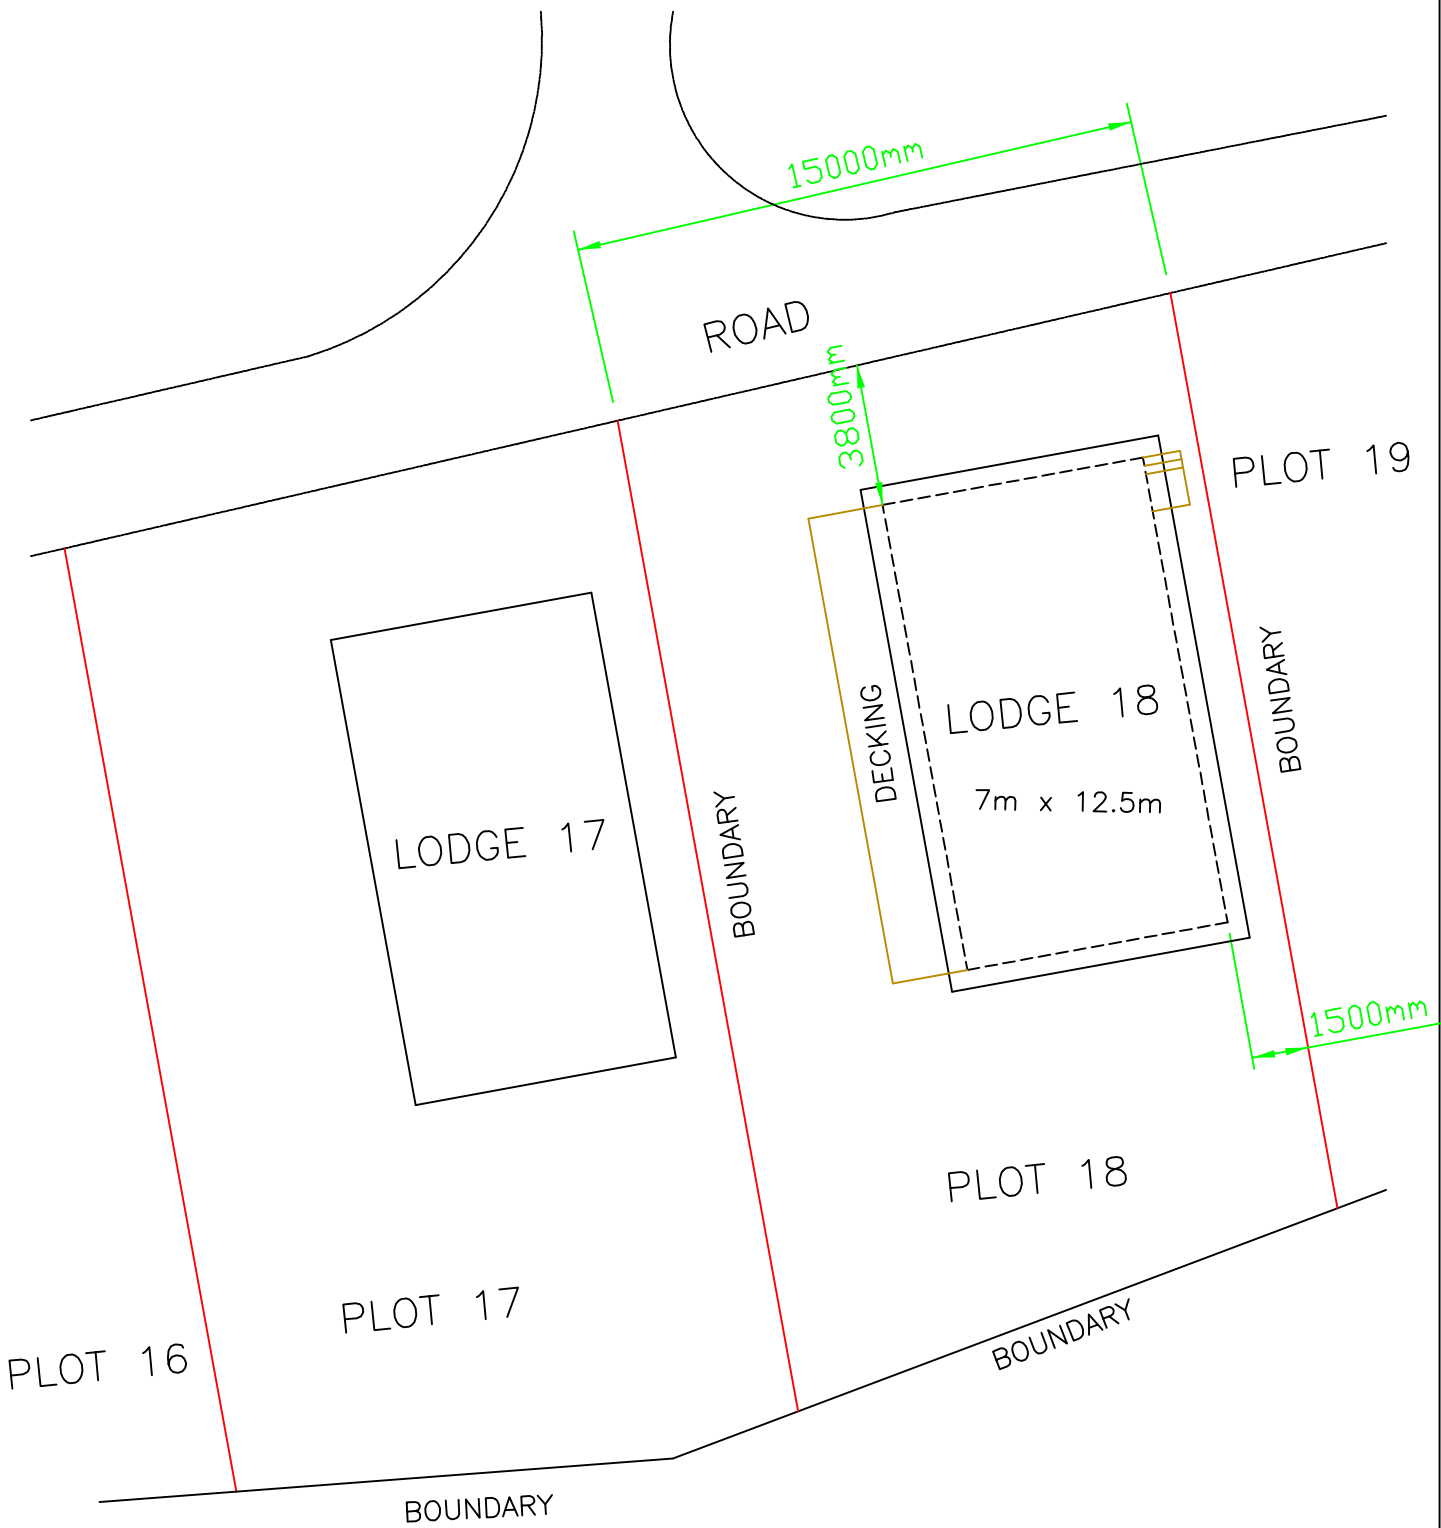 15000mm
ROAD
3800mm
PLOT 19
BOUNDARY
DECKING
LODGE 18
7m x 12.5m
LODGE 17
BOUNDARY
1500mm
PLOT 18
PLOT 17
BOUNDARY
PLOT 16
BOUNDARY